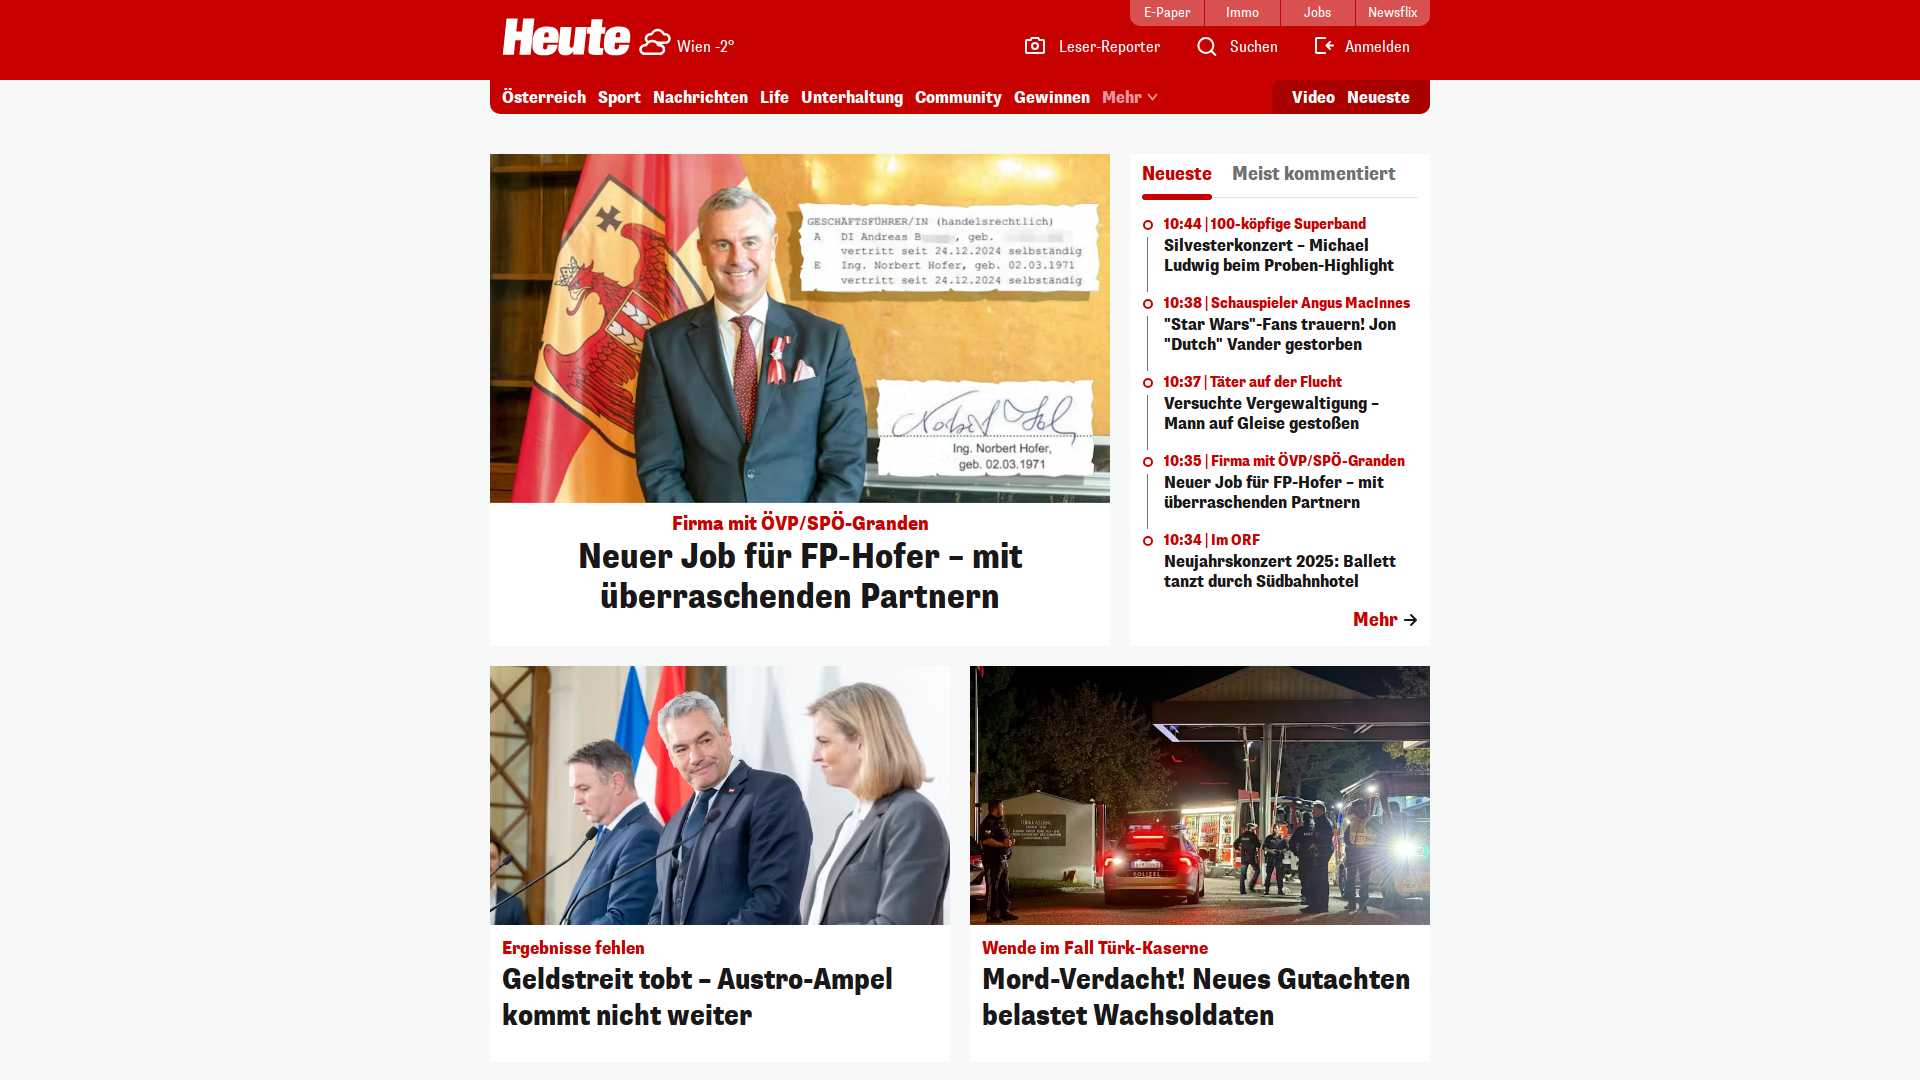 E-Paper
Immo
Jobs
Newsflix
Heute
Wien -2°
Leser-Reporter
Suchen
Anmelden
Österreich
Sport
Nachrichten
Life
Unterhaltung
Community
Gewinnen
Mehr
Video
Neueste
GESCHÄFTSFÜHRER/IN (handelsrechtlich)
A DI Andreas B , geb.
vertritt seit 24.12.2024 selbständig
E Ing. Norbert Hofer, geb. 02.03.1971
vertritt seit 24.12.2024 selbständig
Ing. Norbert Hofer,
geb. 02.03.1971
Firma mit ÖVP/SPÖ-Granden
Neuer Job für FP-Hofer – mit
überraschenden Partnern
Neueste
Meist kommentiert
10:44 | 100-köpfige Superband
Silvesterkonzert – Michael
Ludwig beim Proben-Highlight
10:38 | Schauspieler Angus MacInnes
"Star Wars"-Fans trauern! Jon
"Dutch" Vander gestorben
10:37 | Täter auf der Flucht
Versuchte Vergewaltigung –
Mann auf Gleise gestoßen
10:35 | Firma mit ÖVP/SPÖ-Granden
Neuer Job für FP-Hofer – mit
überraschenden Partnern
10:34 | Im ORF
Neujahrskonzert 2025: Ballett
tanzt durch Südbahnhotel
Mehr
Ergebnisse fehlen
Geldstreit tobt – Austro-Ampel
kommt nicht weiter
POLIZEI
Wende im Fall Türk-Kaserne
Mord-Verdacht! Neues Gutachten
belastet Wachsoldaten